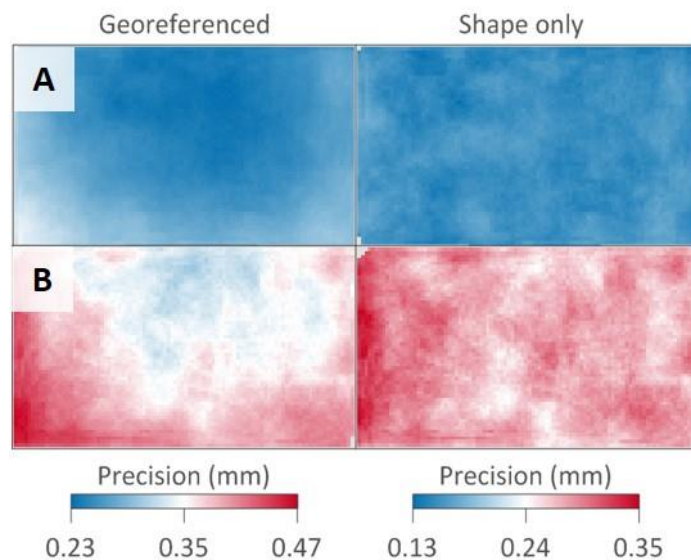 Georeferenced Shape only
A
B
Precision (mm) Precision (mm)
0.23 0.35 0.47 0.13 0.24 0.35